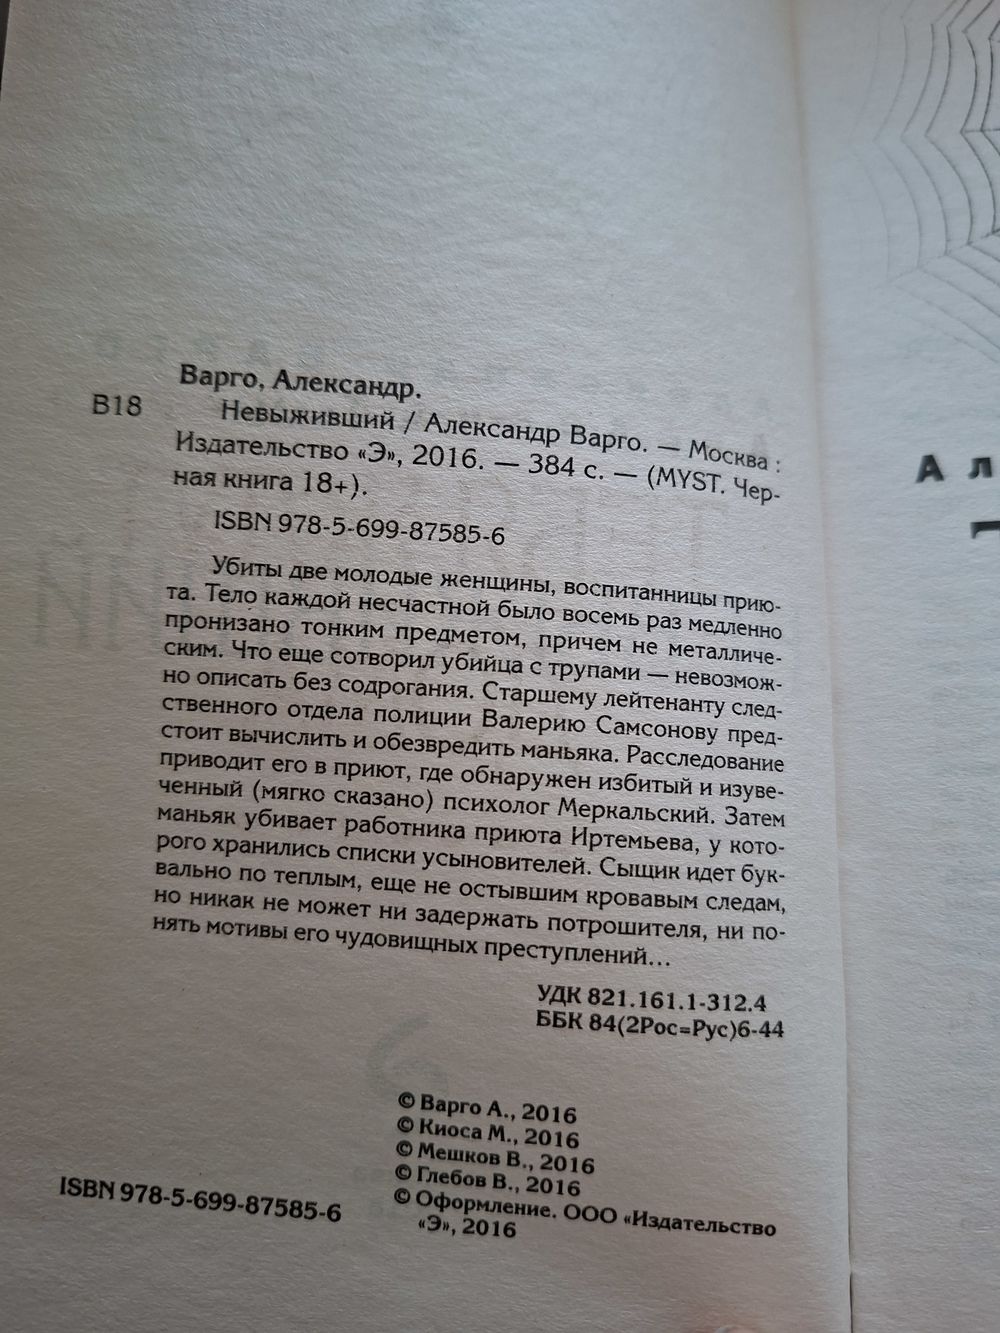 Варго, Александр.
В18
Невыживший / Александр Варго. — Москва :
Издательство «Э», 2016. — 384 с. — (MYST. Чер-
ная книга 18+).
ISBN 978-5-699-87585-6
Убиты две молодые женщины, воспитанницы прию-
та. Тело каждой несчастной было восемь раз медленно
пронизано тонким предметом, причем не металличе-
ским. Что еще сотворил убийца с трупами — невозмож-
но описать без содрогания. Старшему лейтенанту след-
ственного отдела полиции Валерию Самсонову пред-
стоит вычислить и обезвредить маньяка. Расследование
приводит его в приют, где обнаружен избитый и изуве-
ченный (мягко сказано) психолог Меркальский. Затем
маньяк убивает работника приюта Иртемьева, у кото-
рого хранились списки усыновителей. Сыщик идет бук-
вально по теплым, еще не остывшим кровавым следам,
но никак не может ни задержать потрошителя, ни по-
нять мотивы его чудовищных преступлений...
УДК 821.161.1-312.4
ББК 84(2Рос=Рус)6-44
© Варго А., 2016
© Киоса М., 2016
© Мешков В., 2016
© Глебов В., 2016
© Оформление. ООО «Издательство
«Э», 2016
ISBN 978-5-699-87585-6